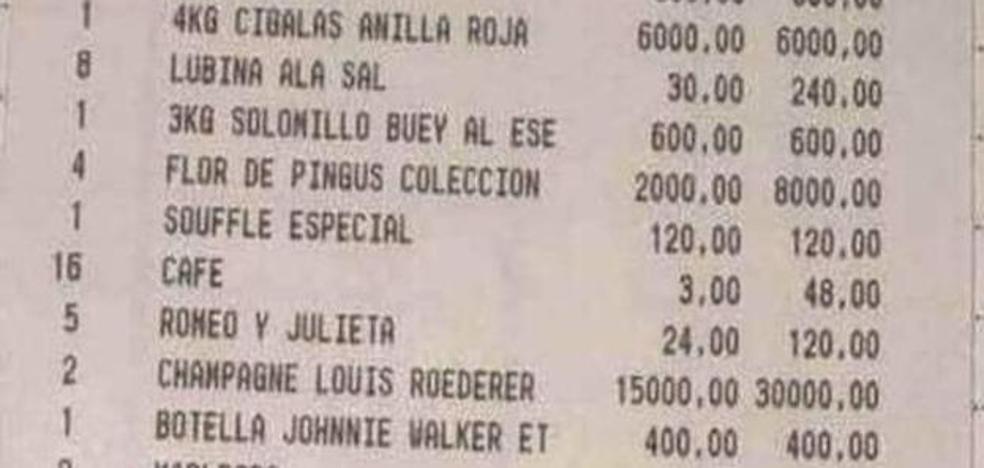 1 4KG CIGALAS ANILLA ROJA 6000,00 6000,00
8 LUBINA ALA SAL 30.00 240.00
1 3KG SOLOMILLO BUEY AL ESE 600,00 600,00
4 FLOR DE PINGUS COLECCION 2000.00 8000.00
1 SOUFFLE ESPECIAL 120,00 120,00
16 CAFE 3,00 48,00
5 ROMEO Y JULIETA 24,00 120,00
2 CHAMPAGNE LOUIS ROEDERER 15000,00 30000,00
1 BOTELLA JOHNNIE WALKER ET 400,00 400,00